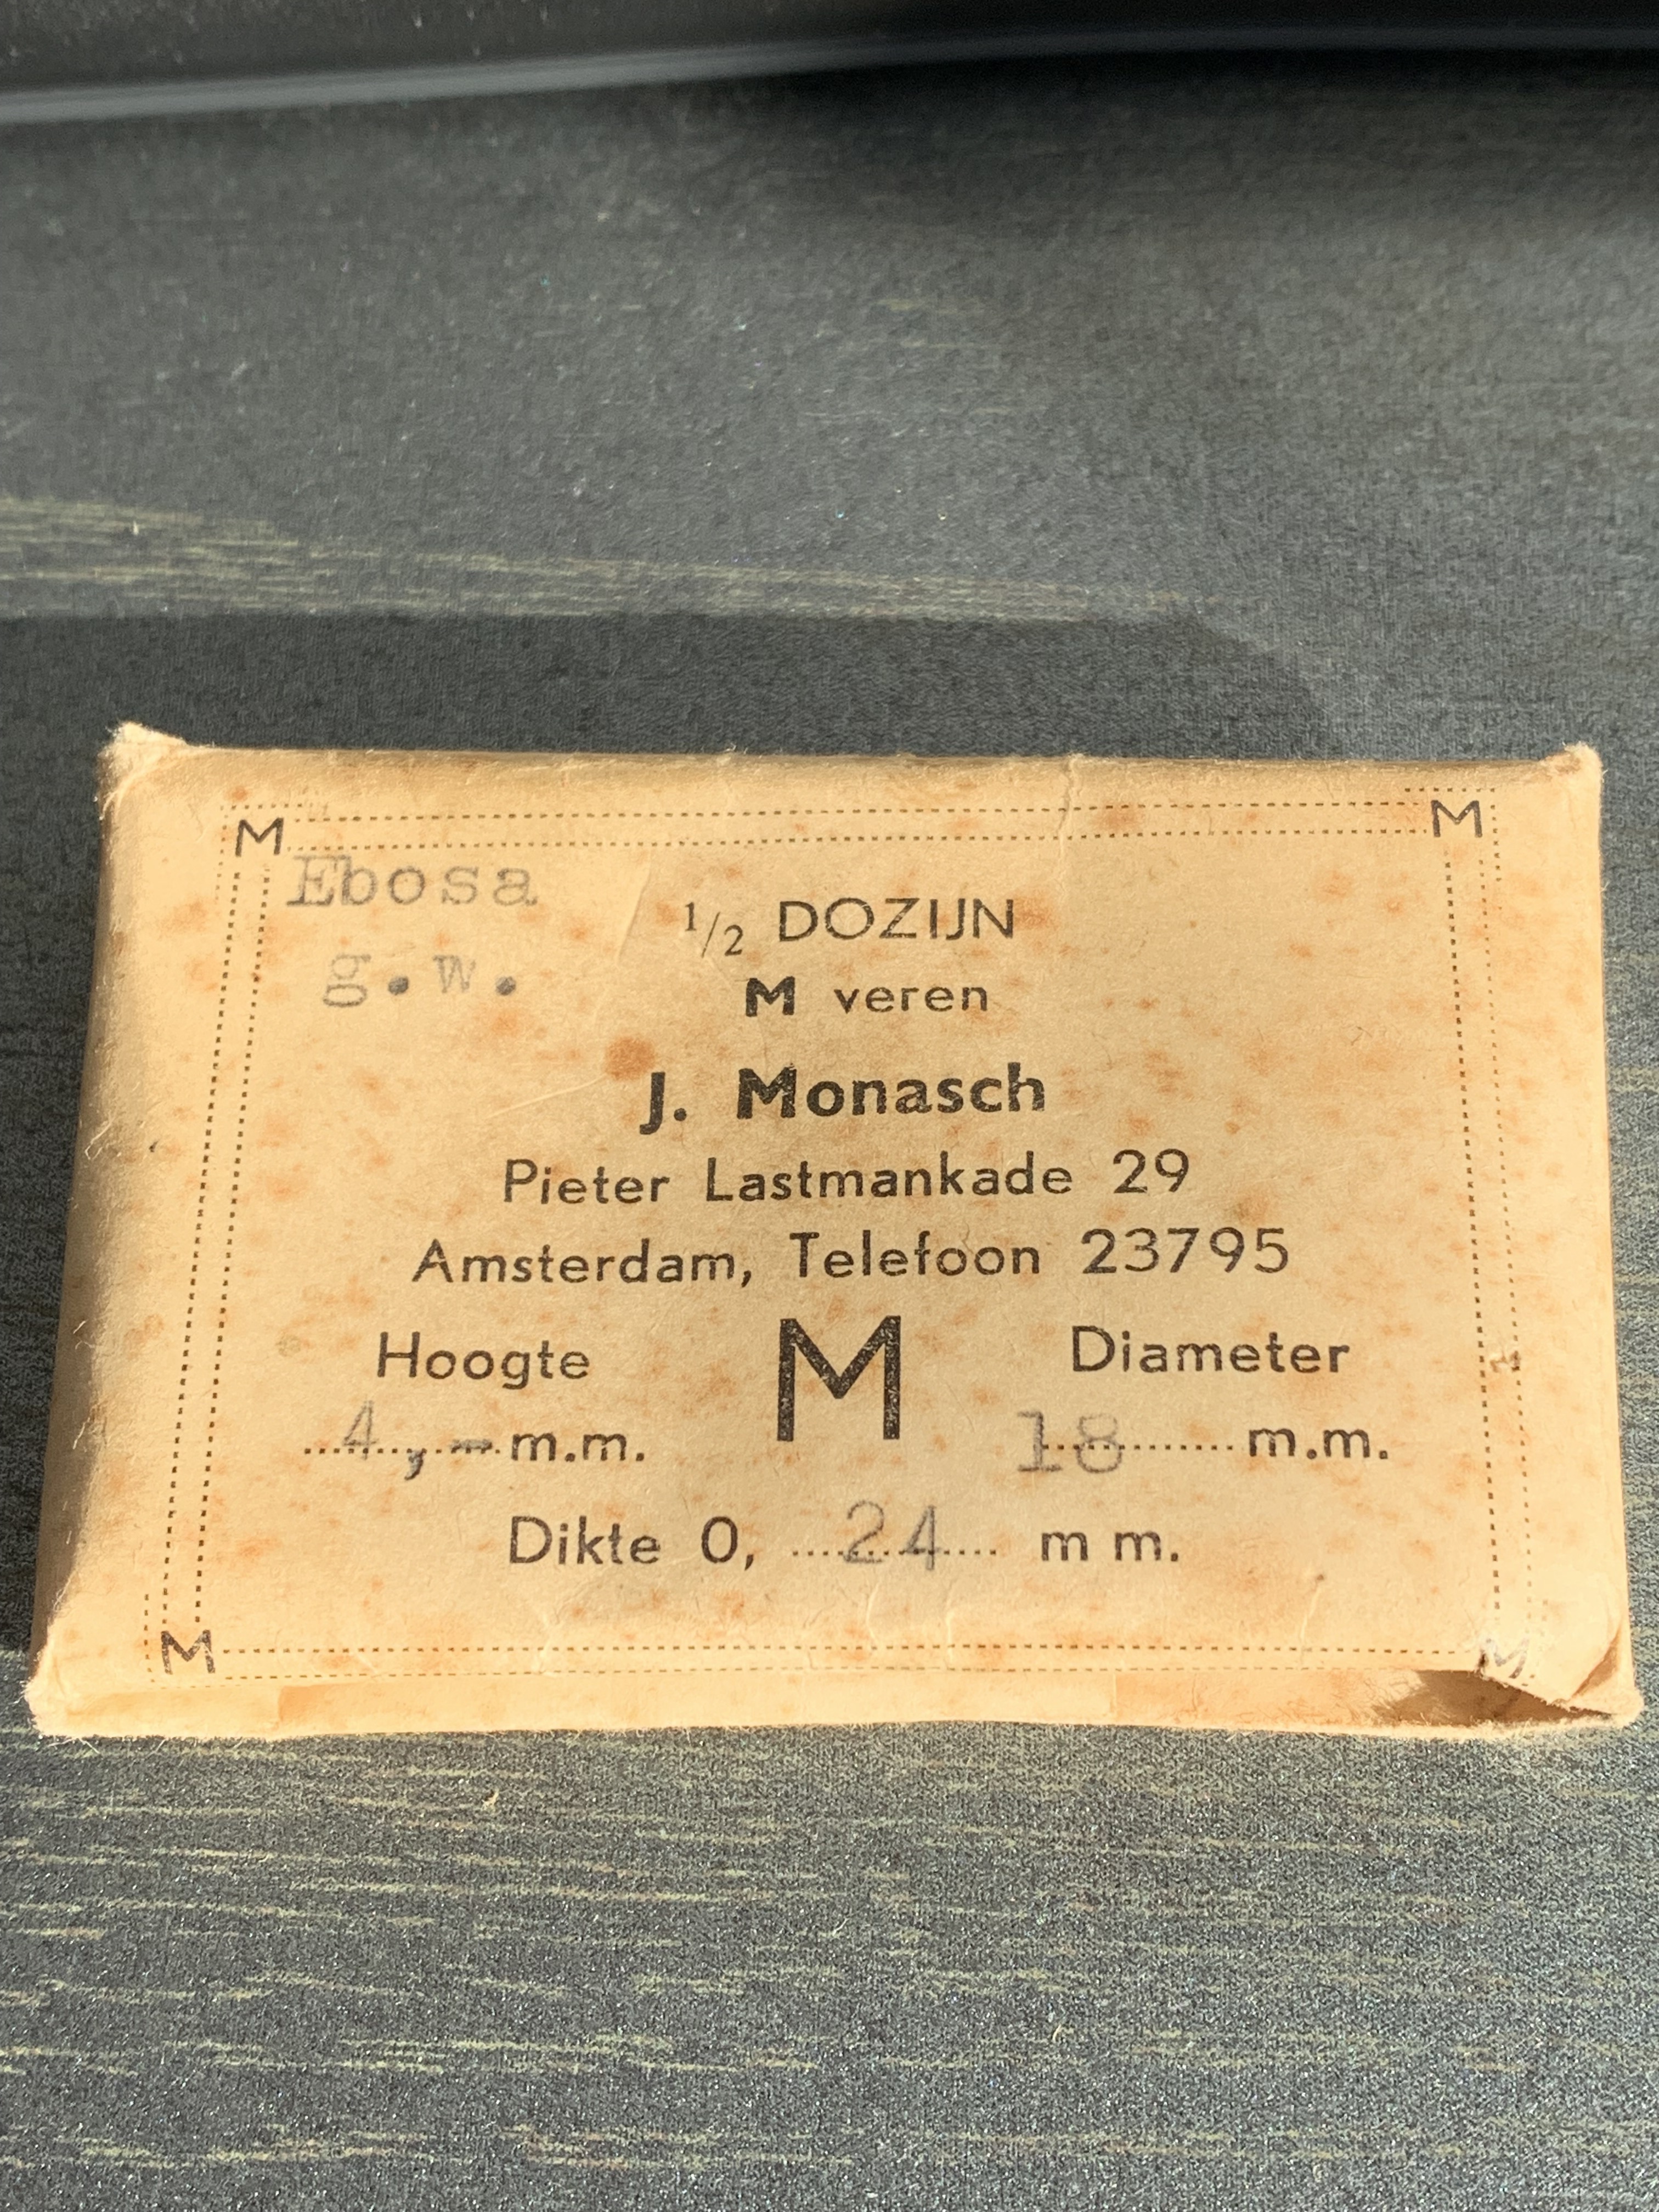 M M
Ebosa
g.w.
1/2 DOZIJN
M veren
J. Monasch
Pieter Lastmankade 29
Amsterdam, Telefoon 23795
Hoogte M Diameter
4,- m.m. 18 m.m.
Dikte 0, 24 m m.
M M